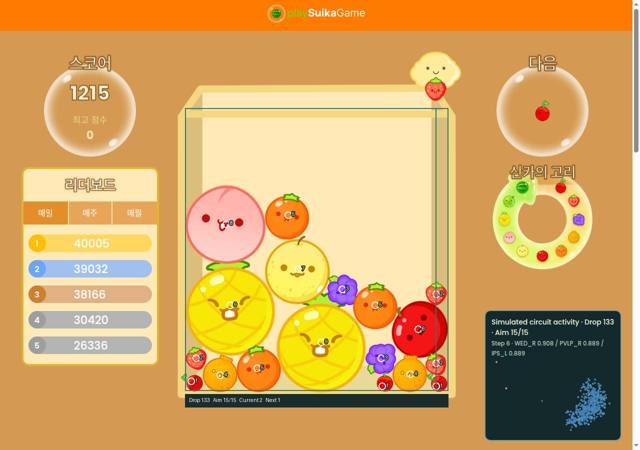 playSuikaGame
스코어
1215
최고 점수
0
다음
신카의 고리
리더보드
매일
매주
매월
1 40005
2 39032
3 38166
4 30420
5 26336
Simulated circuit activity · Drop 133
· Aim 15/15
Step 6 · WED_R 0.908 / PVLP_R 0.889 /
IPS_L 0.889
Drop 133 Aim 15/15 Current 2 Next 1